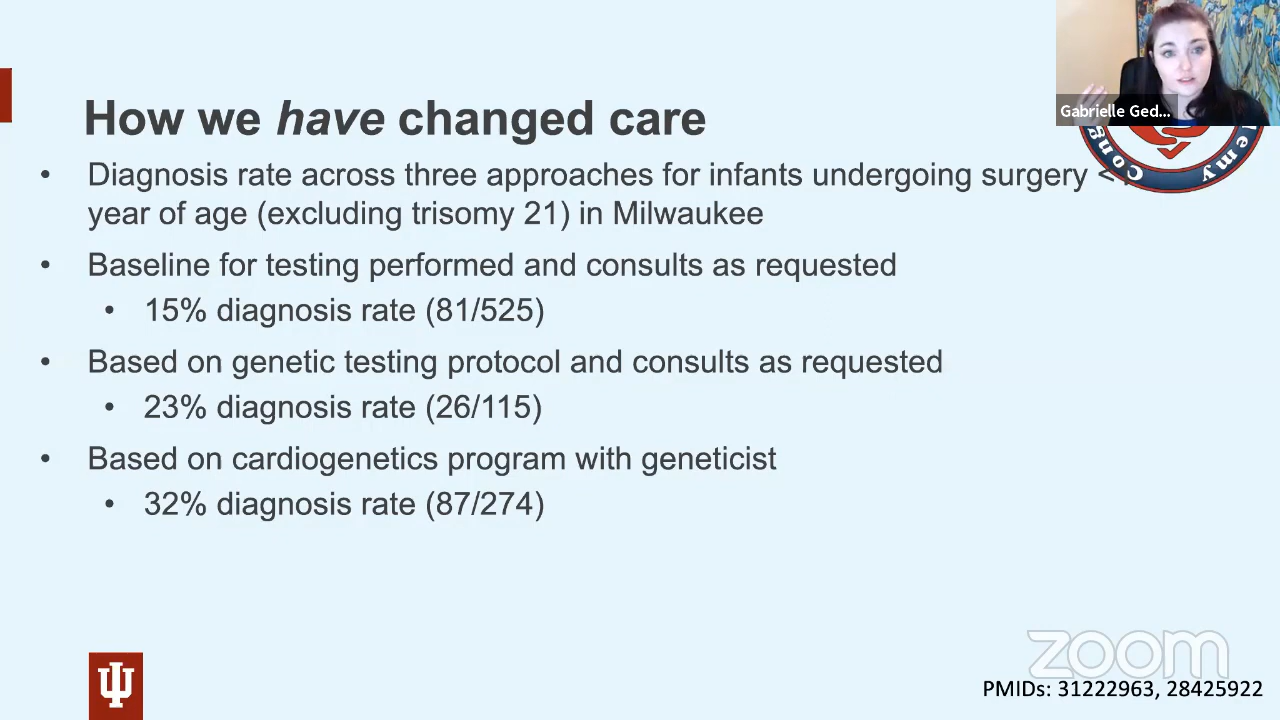 How we have changed care
Gabrielle Ged...
• Diagnosis rate across three approaches for infants undergoing surgery <
year of age (excluding trisomy 21) in Milwaukee
• Baseline for testing performed and consults as requested
• 15% diagnosis rate (81/525)
• Based on genetic testing protocol and consults as requested
• 23% diagnosis rate (26/115)
• Based on cardiogenetics program with geneticist
• 32% diagnosis rate (87/274)
zoom
PMIDs: 31222963, 28425922